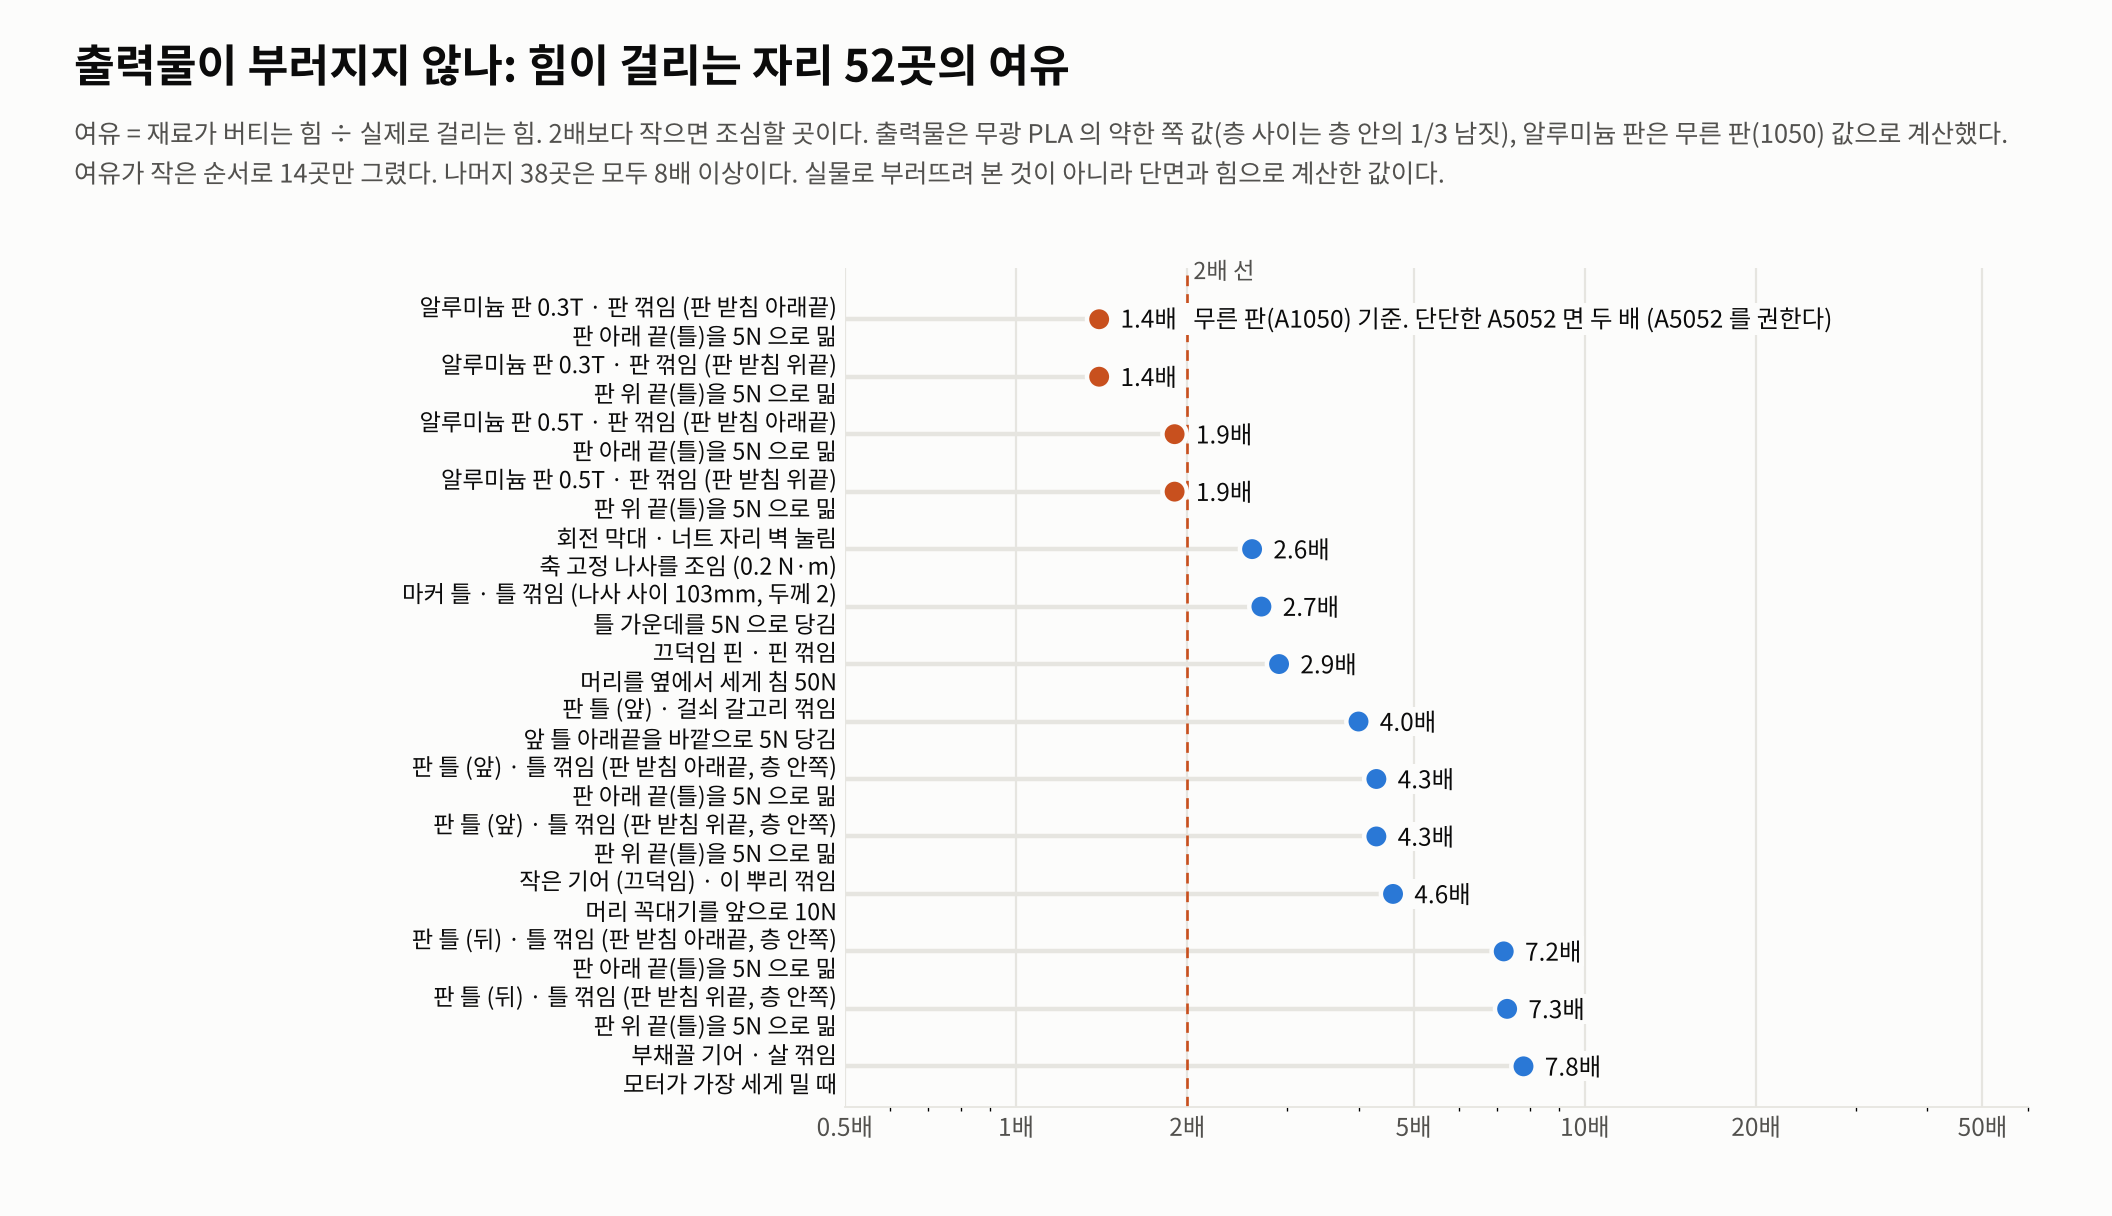 출력물이 부러지지 않나: 힘이 걸리는 자리 52곳의 여유
여유 = 재료가 버티는 힘 ÷ 실제로 걸리는 힘. 2배보다 작으면 조심할 곳이다. 출력물은 무광 PLA 의 약한 쪽 값(층 사이는 층 안의 1/3 남짓), 알루미늄 판은 무른 판(1050) 값으로 계산했다.
여유가 작은 순서로 14곳만 그렸다. 나머지 38곳은 모두 8배 이상이다. 실물로 부러뜨려 본 것이 아니라 단면과 힘으로 계산한 값이다.
2배 선
알루미늄 판 0.3T · 판 꺾임 (판 받침 아래끝)
판 아래 끝(틀)을 5N 으로 밂
1.4배 무른 판(A1050) 기준. 단단한 A5052 면 두 배 (A5052 를 권한다)
알루미늄 판 0.3T · 판 꺾임 (판 받침 위끝)
판 위 끝(틀)을 5N 으로 밂
1.4배
알루미늄 판 0.5T · 판 꺾임 (판 받침 아래끝)
판 아래 끝(틀)을 5N 으로 밂
1.9배
알루미늄 판 0.5T · 판 꺾임 (판 받침 위끝)
판 위 끝(틀)을 5N 으로 밂
1.9배
회전 막대 · 너트 자리 벽 눌림
축 고정 나사를 조임 (0.2 N·m)
2.6배
마커 틀 · 틀 꺾임 (나사 사이 103mm, 두께 2)
틀 가운데를 5N 으로 당김
2.7배
끄덕임 핀 · 핀 꺾임
머리를 옆에서 세게 침 50N
2.9배
판 틀 (앞) · 걸쇠 갈고리 꺾임
앞 틀 아래끝을 바깥으로 5N 당김
4.0배
판 틀 (앞) · 틀 꺾임 (판 받침 아래끝, 층 안쪽)
판 아래 끝(틀)을 5N 으로 밂
4.3배
판 틀 (앞) · 틀 꺾임 (판 받침 위끝, 층 안쪽)
판 위 끝(틀)을 5N 으로 밂
4.3배
작은 기어 (끄덕임) · 이 뿌리 꺾임
머리 꼭대기를 앞으로 10N
4.6배
판 틀 (뒤) · 틀 꺾임 (판 받침 아래끝, 층 안쪽)
판 아래 끝(틀)을 5N 으로 밂
7.2배
판 틀 (뒤) · 틀 꺾임 (판 받침 위끝, 층 안쪽)
판 위 끝(틀)을 5N 으로 밂
7.3배
부채꼴 기어 · 살 꺾임
모터가 가장 세게 밀 때
7.8배
0.5배 1배 2배 5배 10배 20배 50배